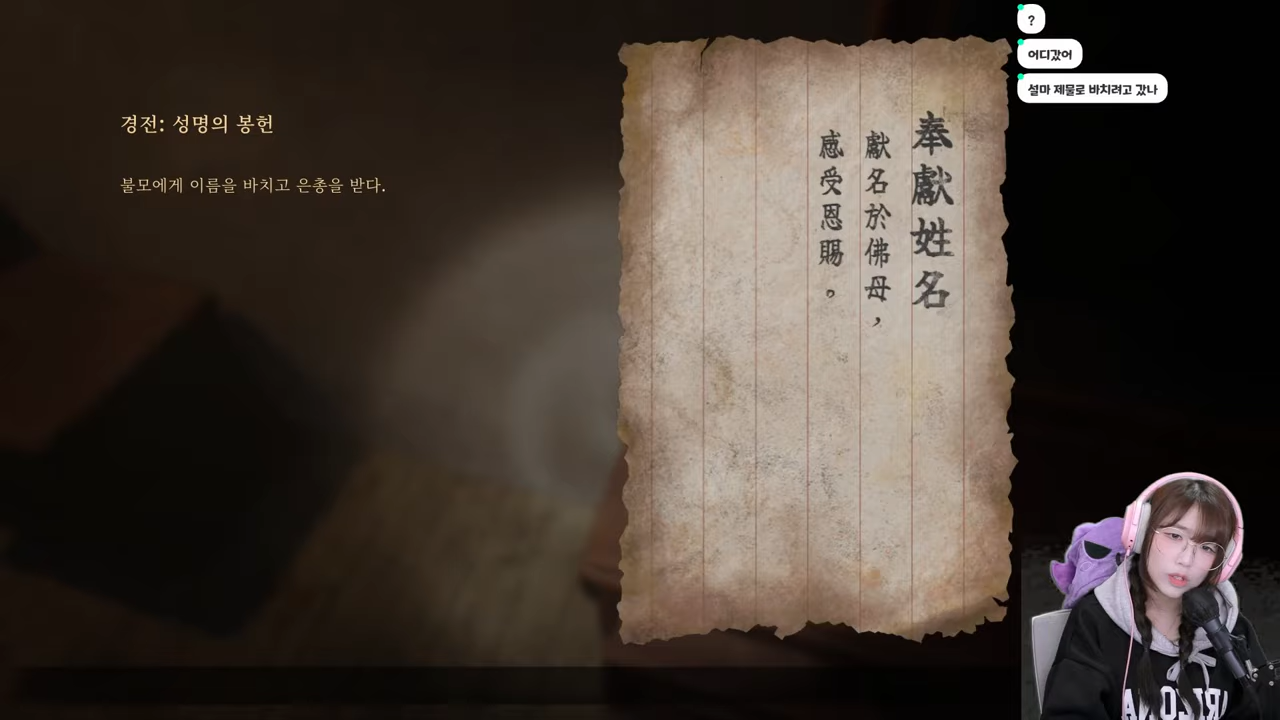 경전: 성명의 봉헌
불모에게 이름을 바치고 은총을 받다.
奉獻姓名
獻名於佛母，
感受恩賜。
?
어디갔어
설마 제물로 바치려고 갔나